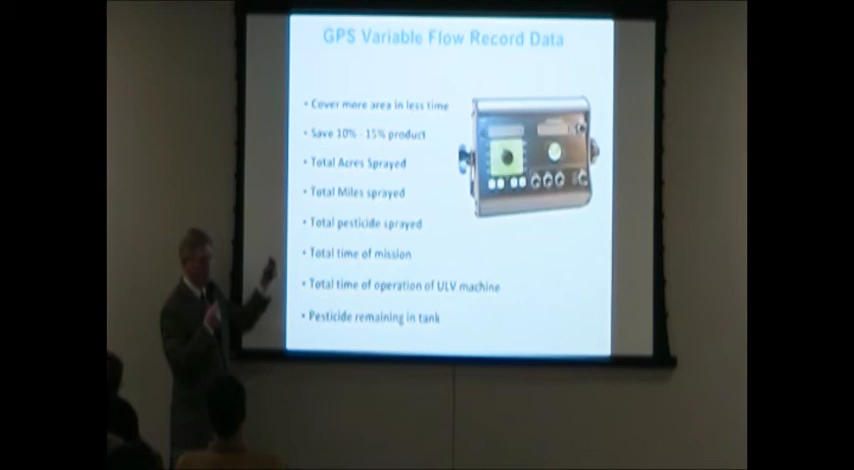 GPS Variable Flow Record Data
• Cover more area in less time
• Save 10% - 15% product
• Total Acres Sprayed
• Total Miles sprayed
• Total pesticide sprayed
• Total time of mission
• Total time of operation of ULV machine
• Pesticide remaining in tank